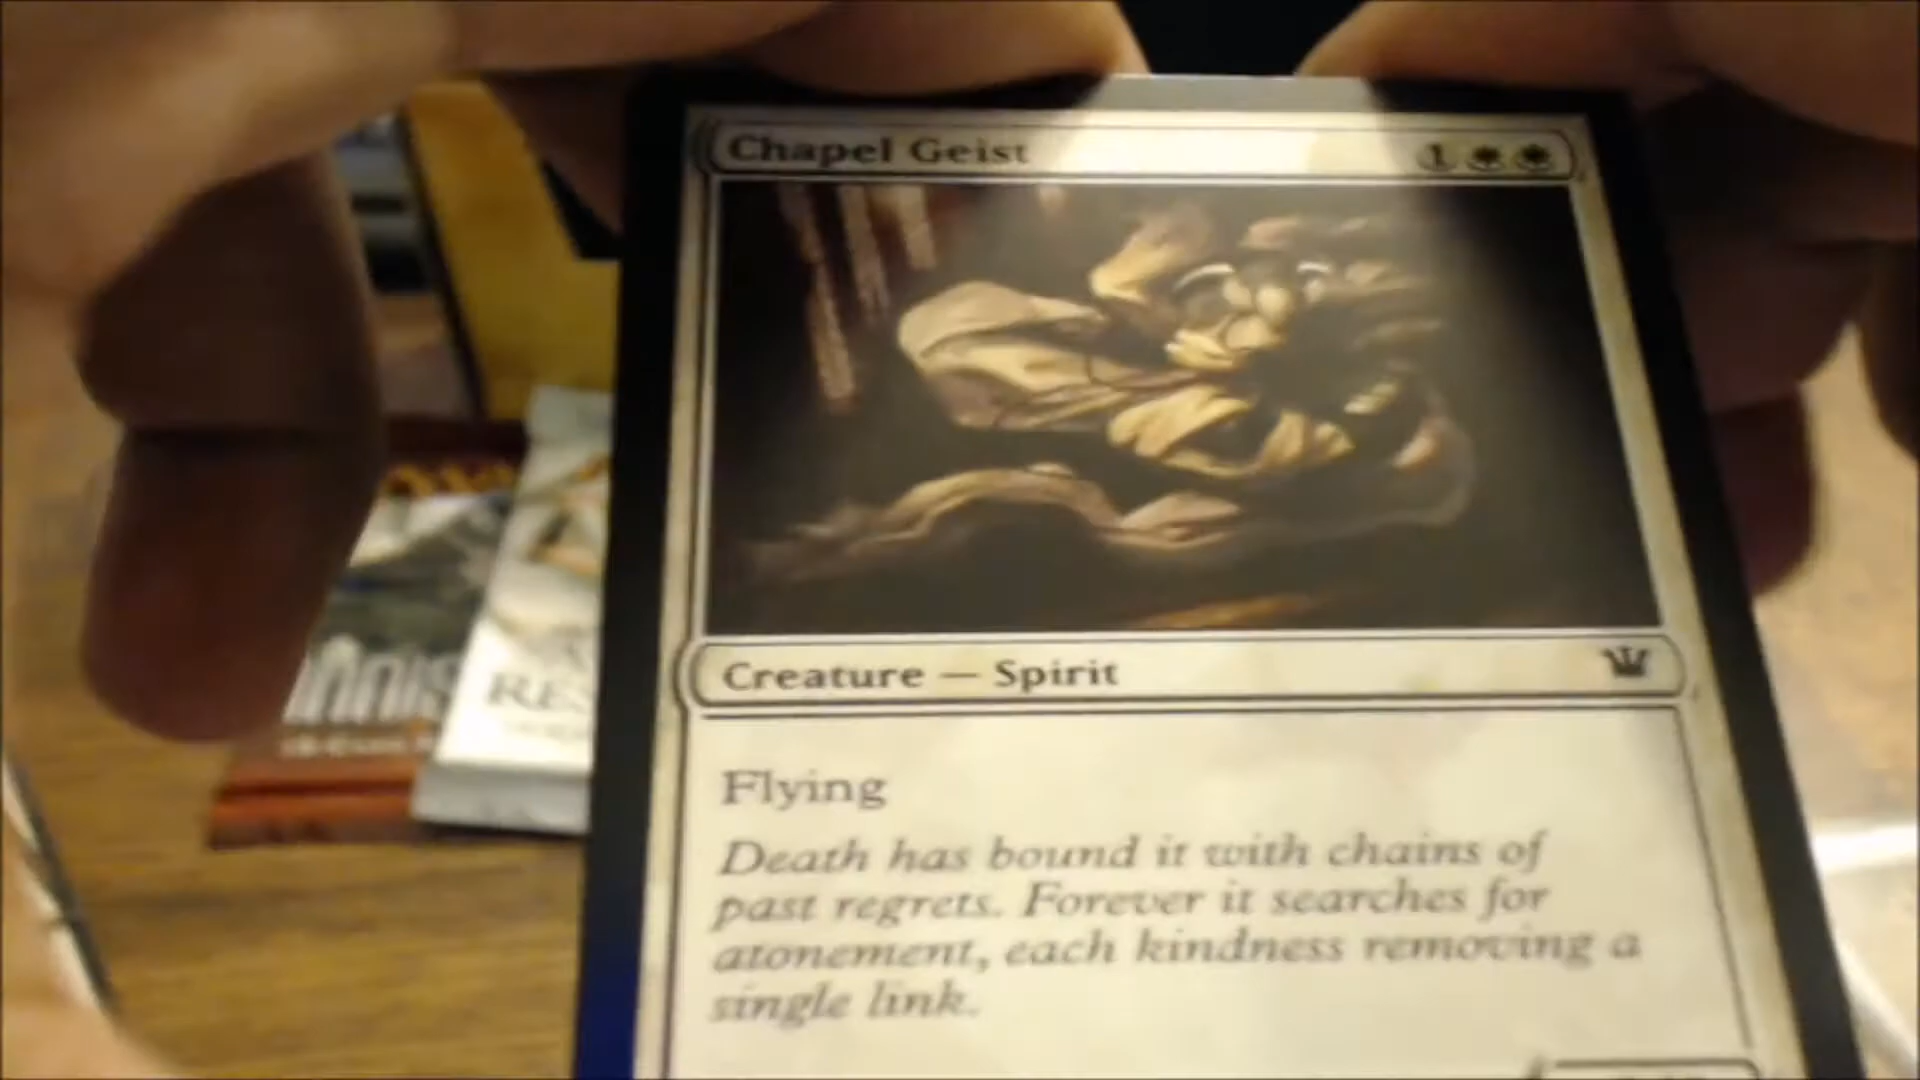 Chapel Geist 1
Creature — Spirit
Flying
Death has bound it with chains of
past regrets. Forever it searches for
atonement, each kindness removing a
single link.